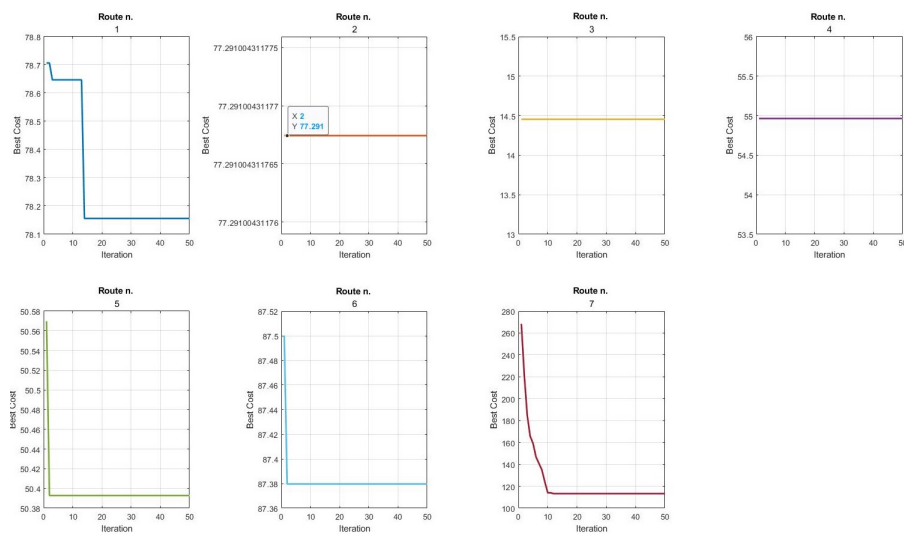 Route n.
1
78.8
78.7
78.6
78.5
78.4
78.3
78.2
78.1
Best Cost
0 10 20 30 40 50
Iteration
Route n.
2
77.291004311775
77.29100431177
77.291004311765
77.29100431176
Best Cost
X 2
Y 77.291
0 10 20 30 40 50
Iteration
Route n.
3
15.5
15
14.5
14
13.5
13
Best Cost
0 10 20 30 40 50
Iteration
Route n.
4
56
55.5
55
54.5
54
53.5
Best Cost
0 10 20 30 40 50
Iteration
Route n.
5
50.58
50.56
50.54
50.52
50.5
50.48
50.46
50.44
50.42
50.4
50.38
Best Cost
0 10 20 30 40 50
Iteration
Route n.
6
87.52
87.5
87.48
87.46
87.44
87.42
87.4
87.38
87.36
Best Cost
0 10 20 30 40 50
Iteration
Route n.
7
280
260
240
220
200
180
160
140
120
100
Best Cost
0 10 20 30 40 50
Iteration